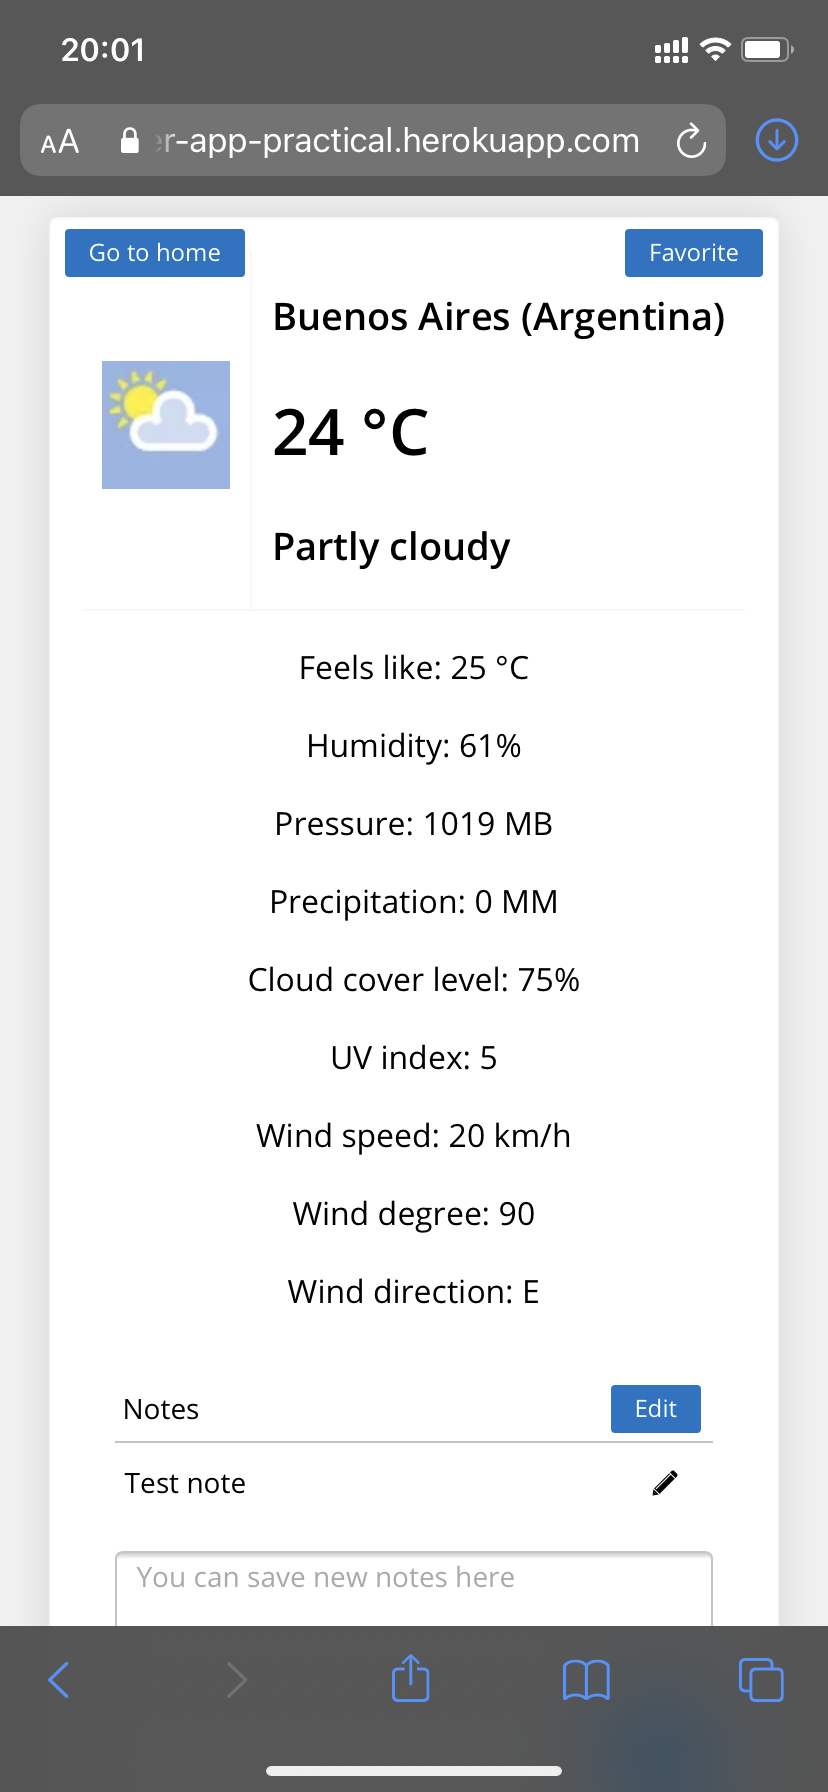 20:01
AA r-app-practical.herokuapp.com
Go to home Favorite
Buenos Aires (Argentina)
24 °C
Partly cloudy
Feels like: 25 °C
Humidity: 61%
Pressure: 1019 MB
Precipitation: 0 MM
Cloud cover level: 75%
UV index: 5
Wind speed: 20 km/h
Wind degree: 90
Wind direction: E
Notes Edit
Test note
You can save new notes here